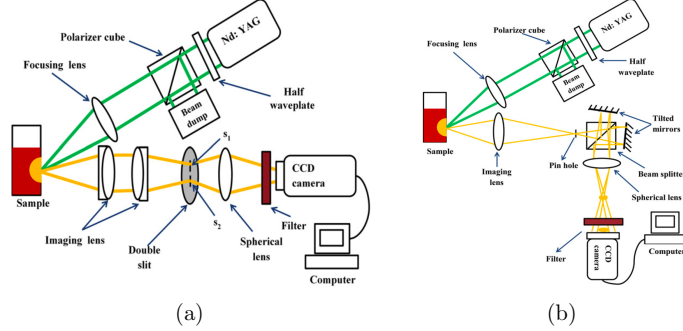 Polarizer cube
Nd: YAG
Focusing lens
Half
waveplate
Beam
dump
s1
Sample
CCD
camera
s2
Imaging lens
Double
slit
Spherical
lens
Filter
Computer
(a)
(b)
Polarizer cube
Nd: YAG
Focusing lens
Half
waveplate
Beam
dump
Tilted
mirrors
Sample
Imaging
lens
Pin hole
Beam splitter
Spherical lens
Filter
CCD
camera
Computer
(b)